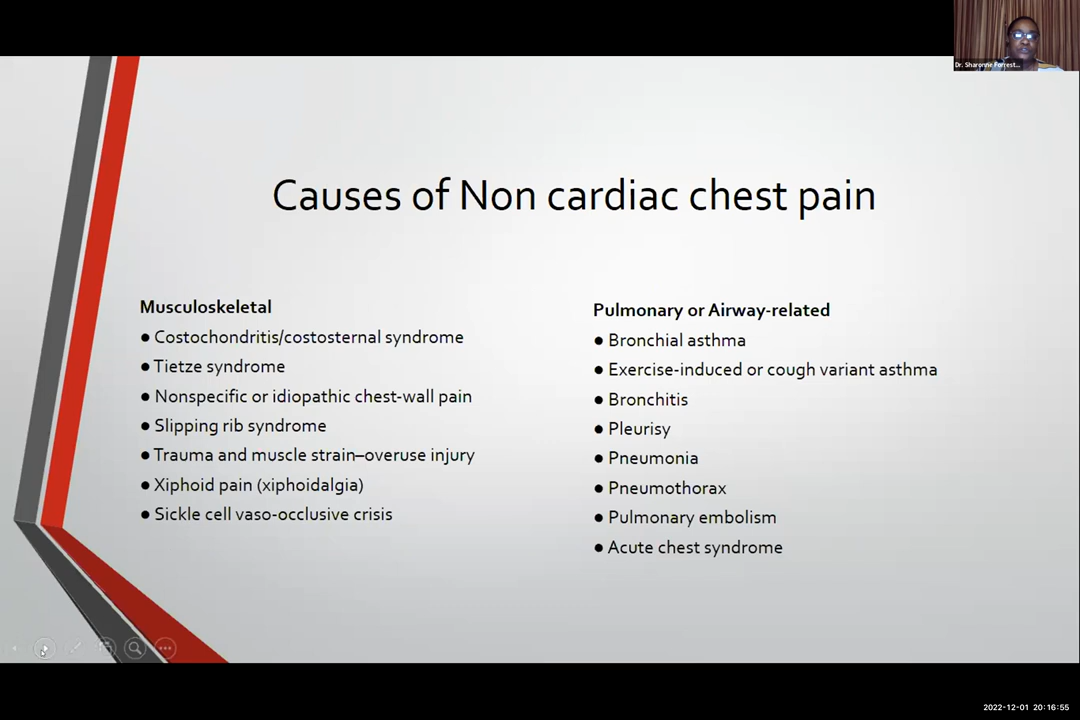 Dr. Sharonne Forrest...
Causes of Non cardiac chest pain
Musculoskeletal
● Costochondritis/costosternal syndrome
● Tietze syndrome
● Nonspecific or idiopathic chest-wall pain
● Slipping rib syndrome
● Trauma and muscle strain–overuse injury
● Xiphoid pain (xiphoidalgia)
● Sickle cell vaso-occlusive crisis
Pulmonary or Airway-related
● Bronchial asthma
● Exercise-induced or cough variant asthma
● Bronchitis
● Pleurisy
● Pneumonia
● Pneumothorax
● Pulmonary embolism
● Acute chest syndrome
2022-12-01 20:16:55